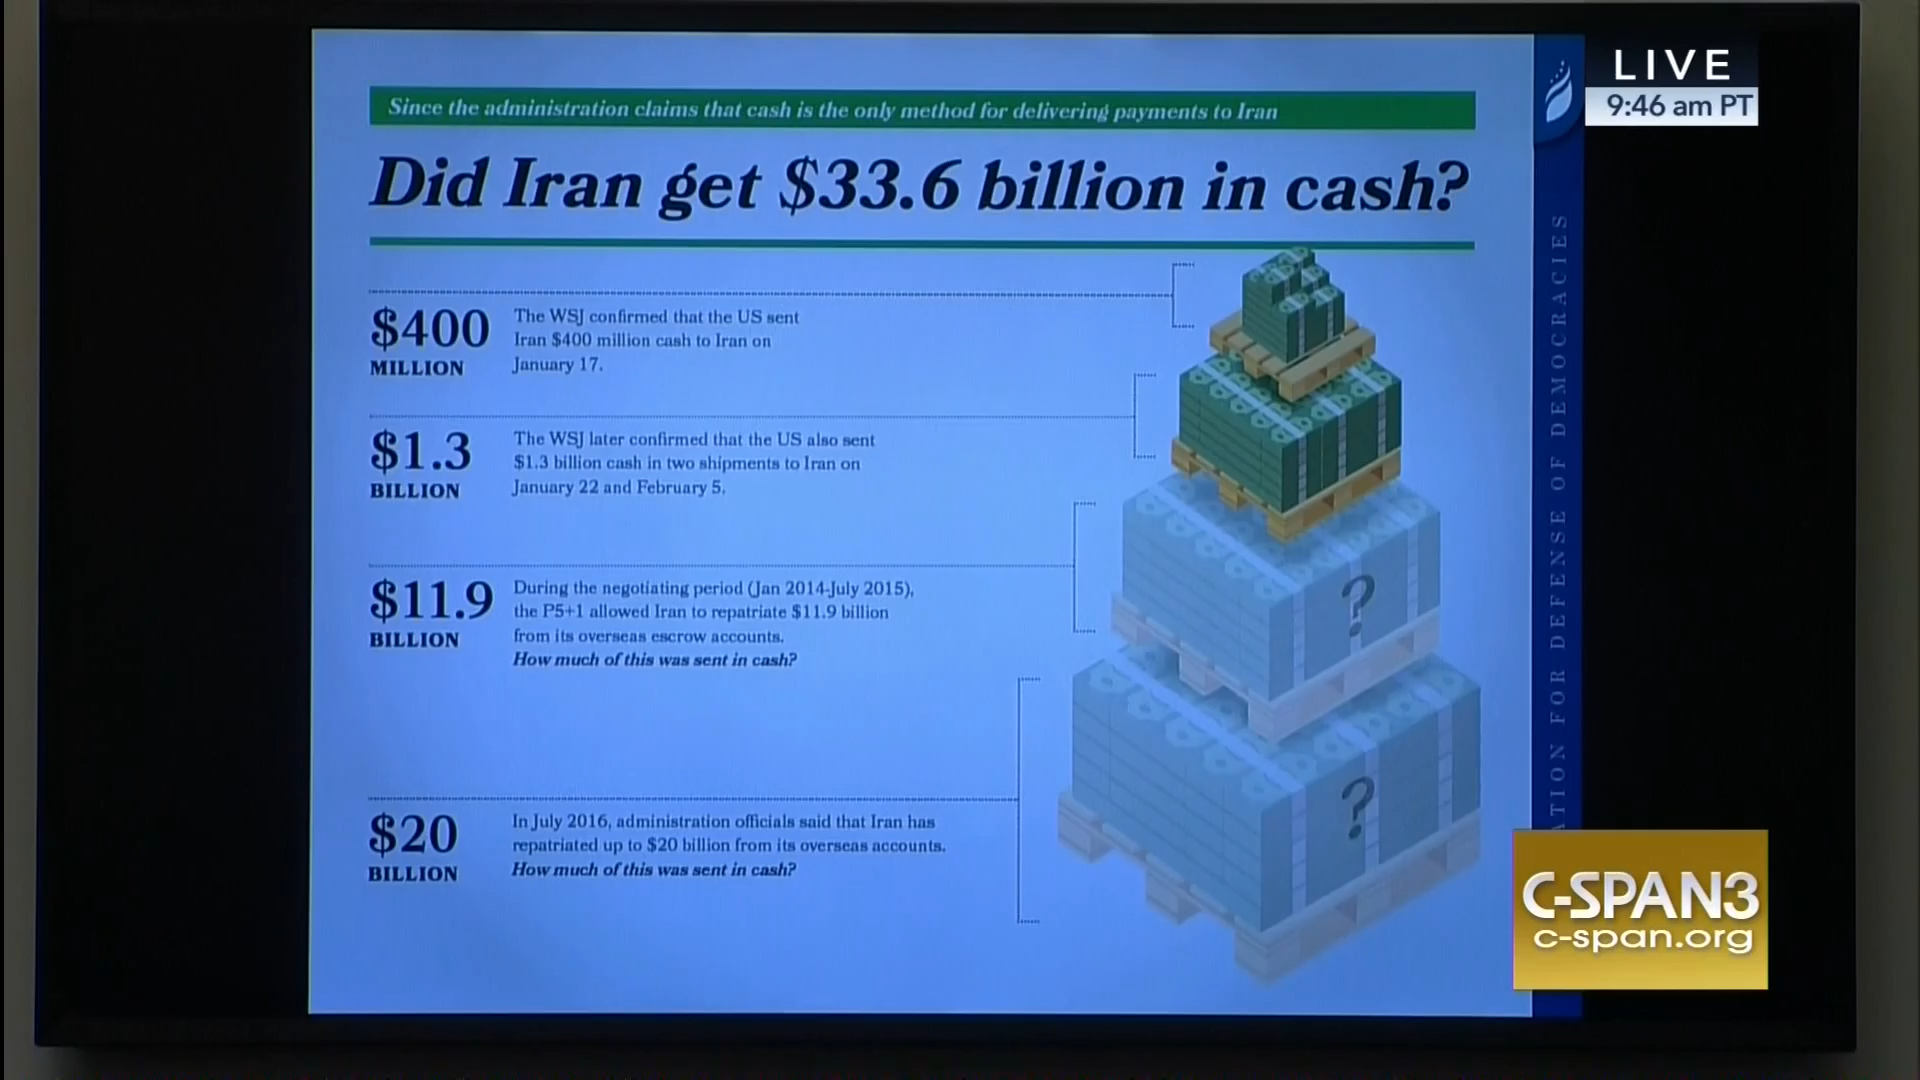 LIVE
9:46 am PT
Since the administration claims that cash is the only method for delivering payments to Iran
Did Iran get $33.6 billion in cash?
$400
MILLION
The WSJ confirmed that the US sent
Iran $400 million cash to Iran on
January 17.
$1.3
BILLION
The WSJ later confirmed that the US also sent
$1.3 billion cash in two shipments to Iran on
January 22 and February 5.
$11.9
BILLION
During the negotiating period (Jan 2014-July 2015),
the P5+1 allowed Iran to repatriate $11.9 billion
from its overseas escrow accounts.
How much of this was sent in cash?
?
$20
BILLION
In July 2016, administration officials said that Iran has
repatriated up to $20 billion from its overseas accounts.
How much of this was sent in cash?
?
ATION FOR DEFENSE OF DEMOCRACIES
C-SPAN3
c-span.org